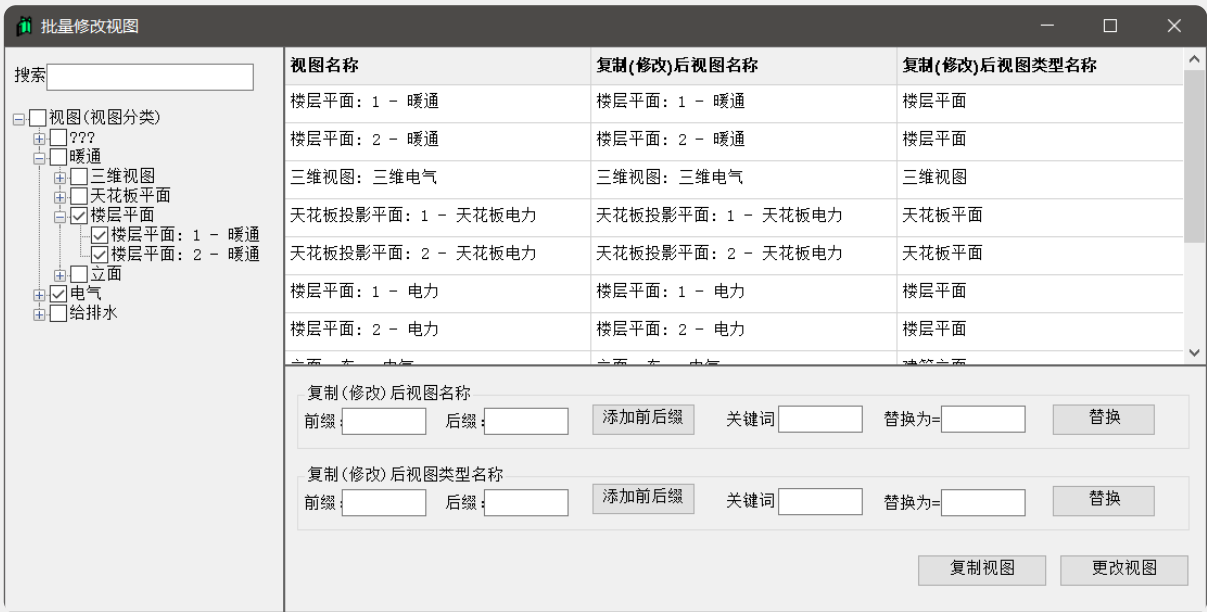 批量修改视图
搜索
视图(视图分类)
???
暖通
三维视图
天花板平面
楼层平面
楼层平面: 1 - 暖通
楼层平面: 2 - 暖通
立面
电气
给排水
视图名称 复制(修改)后视图名称 复制(修改)后视图类型名称
楼层平面: 1 - 暖通 楼层平面: 1 - 暖通 楼层平面
楼层平面: 2 - 暖通 楼层平面: 2 - 暖通 楼层平面
三维视图: 三维电气 三维视图: 三维电气 三维视图
天花板投影平面: 1 - 天花板电力 天花板投影平面: 1 - 天花板电力 天花板平面
天花板投影平面: 2 - 天花板电力 天花板投影平面: 2 - 天花板电力 天花板平面
楼层平面: 1 - 电力 楼层平面: 1 - 电力 楼层平面
楼层平面: 2 - 电力 楼层平面: 2 - 电力 楼层平面
复制(修改)后视图名称
前缀: 后缀: 添加前后缀 关键词 替换为= 替换
复制(修改)后视图类型名称
前缀: 后缀: 添加前后缀 关键词 替换为= 替换
复制视图 更改视图